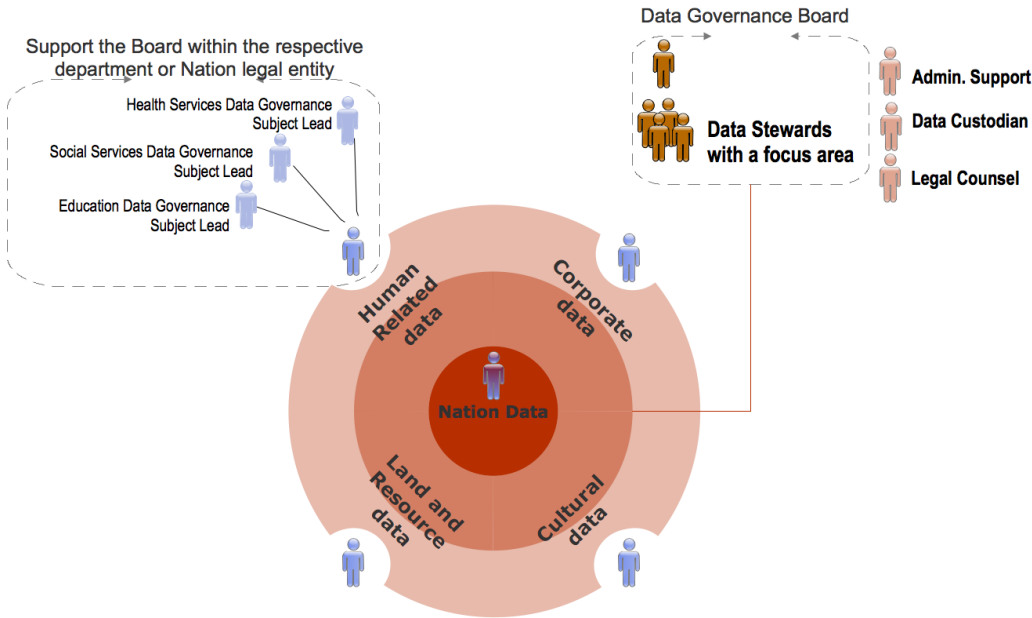 Support the Board within the respective
department or Nation legal entity
Health Services Data Governance
Subject Lead
Social Services Data Governance
Subject Lead
Education Data Governance
Subject Lead
Data Governance Board
Data Stewards
with a focus area
Admin. Support
Data Custodian
Legal Counsel
Human
Related
data
Corporate
data
Nation Data
Land and
Resource
data
Cultural
data